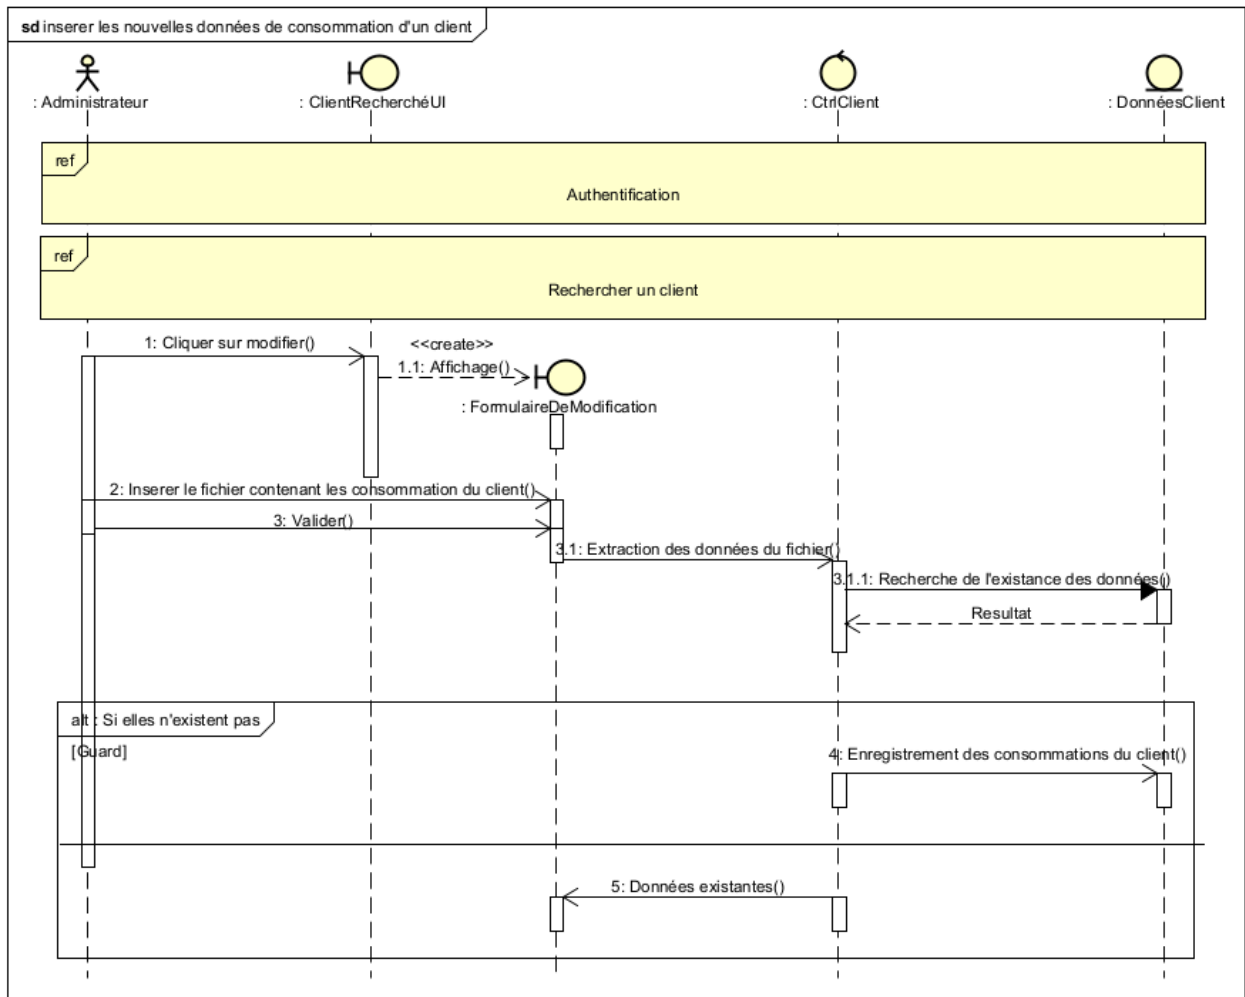 sd inserer les nouvelles données de consommation d'un client
: Administrateur
: ClientRecherchéUI
: CtrlClient
: DonnéesClient
ref
Authentification
ref
Rechercher un client
1: Cliquer sur modifier()
<<create>>
1.1: Affichage()
: FormulaireDeModification
2: Inserer le fichier contenant les consommation du client()
3: Valider()
3.1: Extraction des données du fichier()
3.1.1: Recherche de l'existance des données()
Resultat
alt : Si elles n'existent pas
[Guard]
4: Enregistrement des consommations du client()
5: Données existantes()